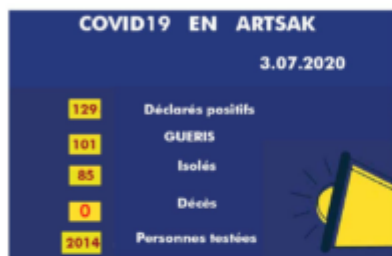 COVID19 EN ARTSAK
3.07.2020
129 Déclarés positifs
101 GUERIS
85 Isolés
0 Décès
2014 Personnes testées